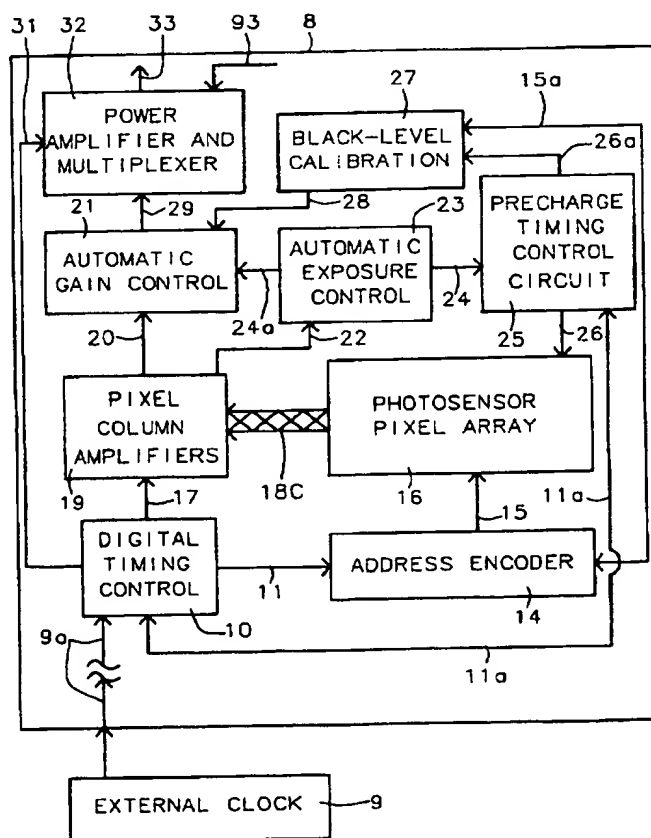 31
32
33
93
8
POWER
AMPLIFIER AND
MULTIPLEXER
27
15a
BLACK-LEVEL
CALIBRATION
26a
21
29
28
23
PRECHARGE
TIMING
CONTROL
CIRCUIT
AUTOMATIC
GAIN CONTROL
AUTOMATIC
EXPOSURE
CONTROL
24a
24
25
26
20
22
PIXEL
COLUMN
AMPLIFIERS
PHOTOSENSOR
PIXEL ARRAY
19
17
18C
16
15
11a
DIGITAL
TIMING
CONTROL
11
ADDRESS ENCODER
14
10
9a
11a
EXTERNAL CLOCK
9